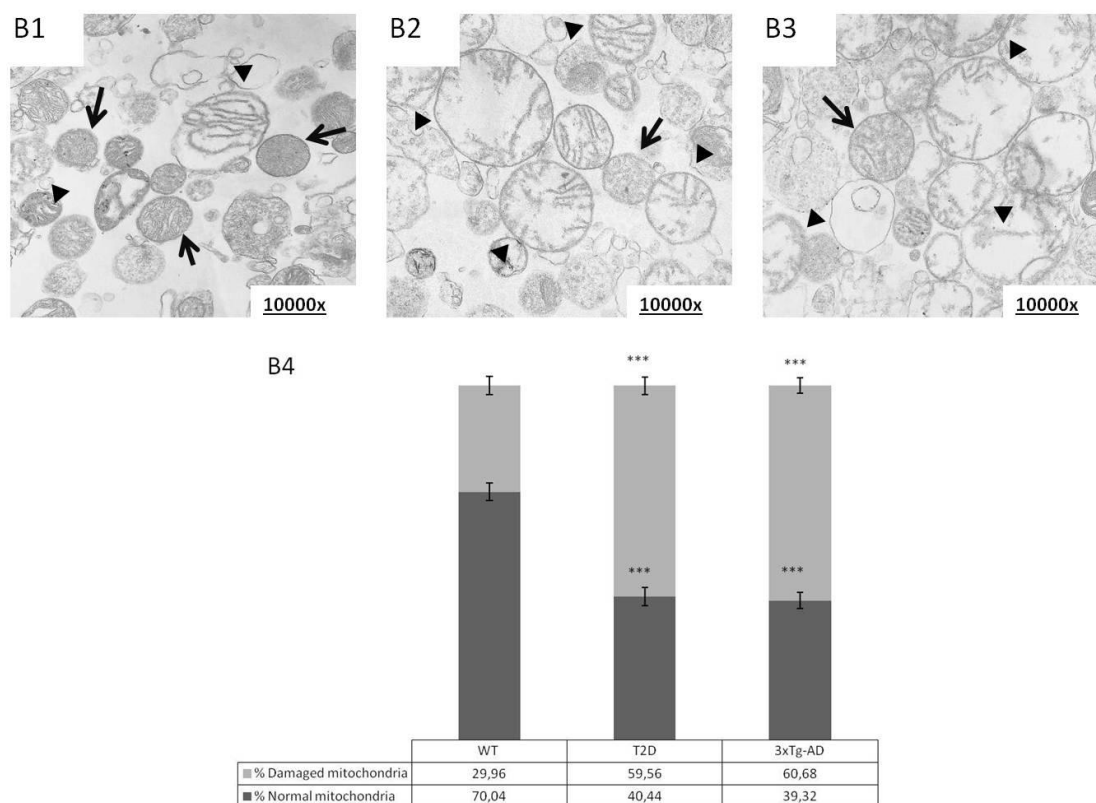 B1 B2 B3
10000x 10000x 10000x
B4
*** ***
*** ***
WT T2D 3xTg-AD
% Damaged mitochondria 29,96 59,56 60,68
% Normal mitochondria 70,04 40,44 39,32